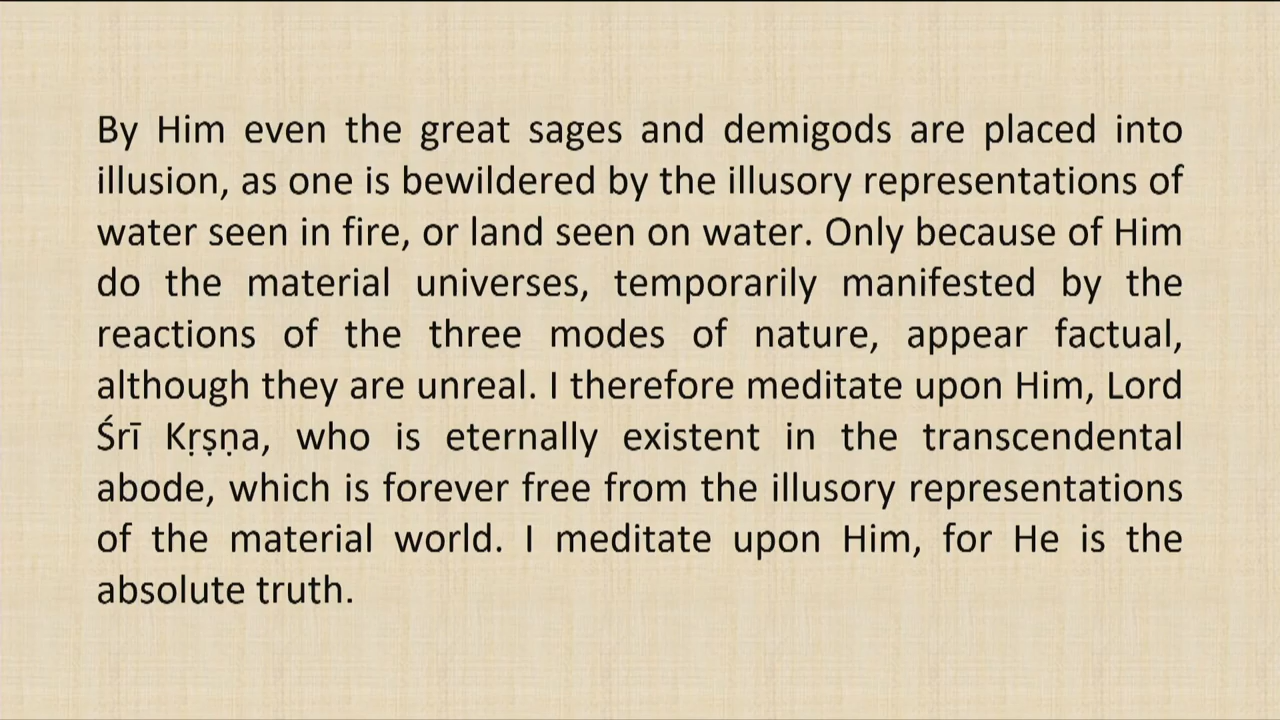 By Him even the great sages and demigods are placed into
illusion, as one is bewildered by the illusory representations of
water seen in fire, or land seen on water. Only because of Him
do the material universes, temporarily manifested by the
reactions of the three modes of nature, appear factual,
although they are unreal. I therefore meditate upon Him, Lord
Śrī Kṛṣṇa, who is eternally existent in the transcendental
abode, which is forever free from the illusory representations
of the material world. I meditate upon Him, for He is the
absolute truth.